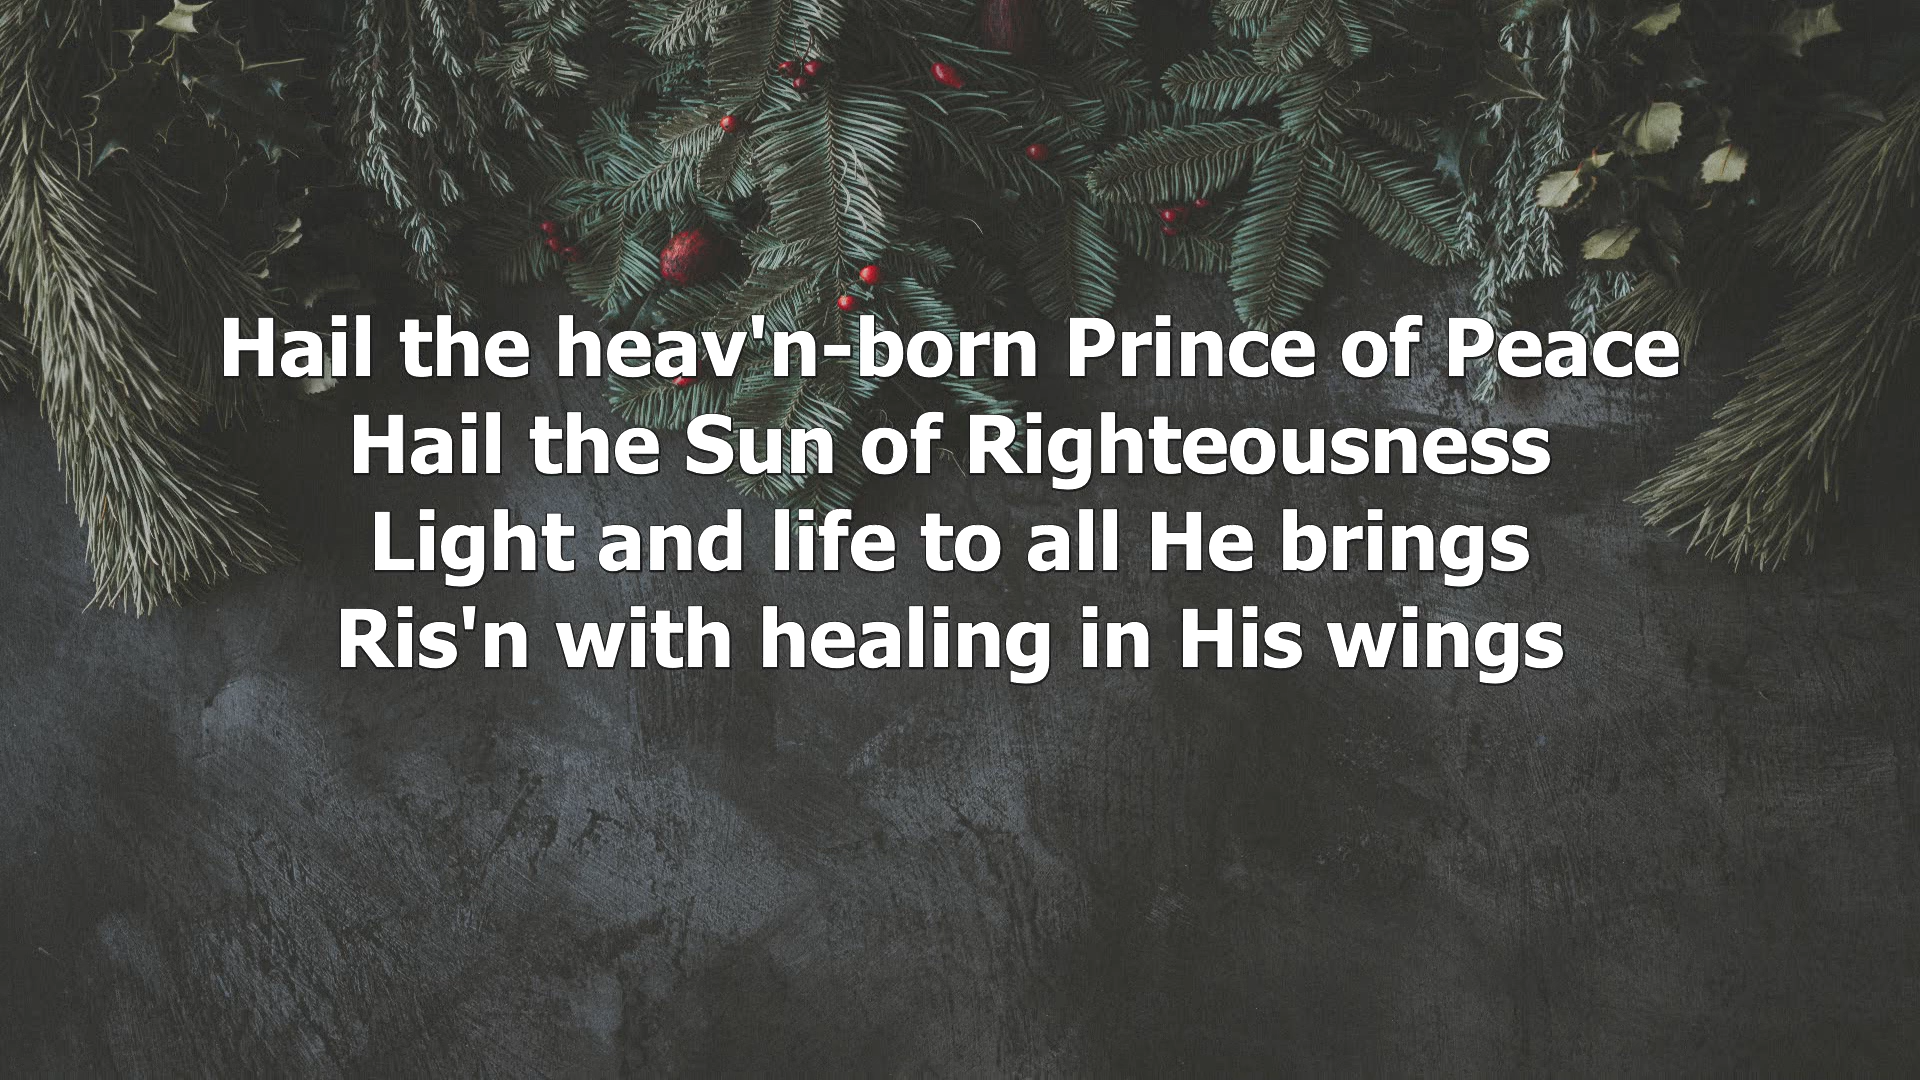 Hail the heav'n-born Prince of Peace
Hail the Sun of Righteousness
Light and life to all He brings
Ris'n with healing in His wings